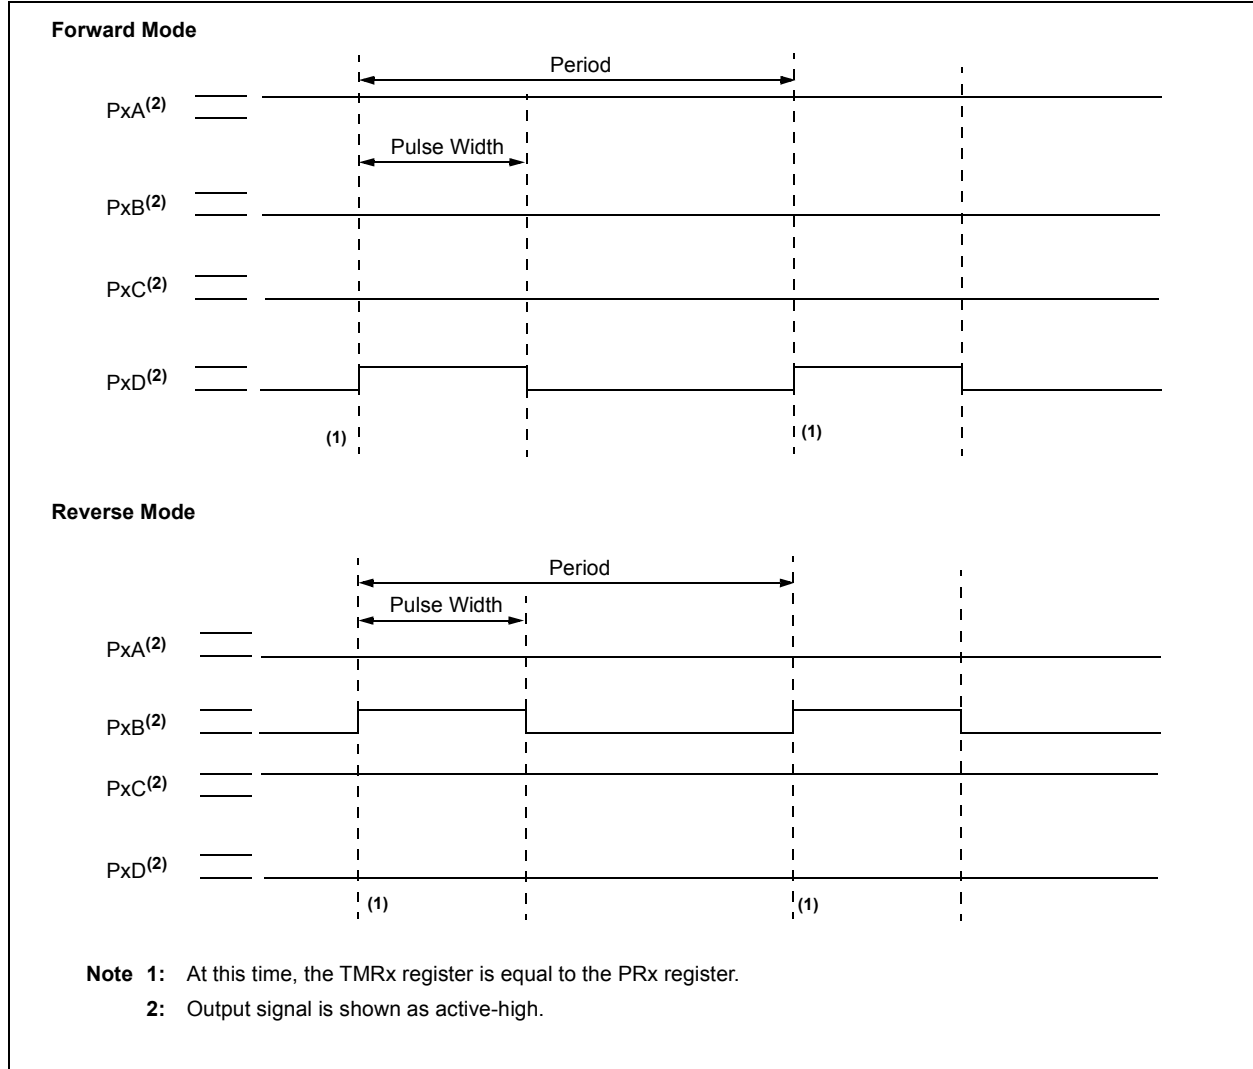 Forward Mode
Period
PxA(2)
Pulse Width
PxB(2)
PxC(2)
PxD(2)
(1) (1)
Reverse Mode
Period
Pulse Width
PxA(2)
PxB(2)
PxC(2)
PxD(2)
(1) (1)
Note 1: At this time, the TMRx register is equal to the PRx register.
2: Output signal is shown as active-high.